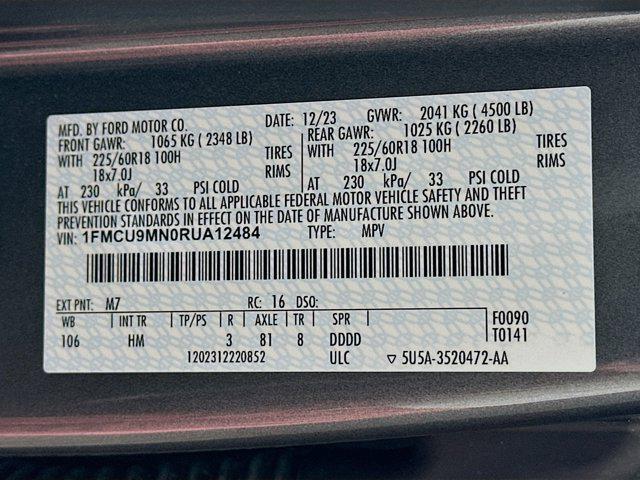 MFD. BY FORD MOTOR CO. DATE: 12/23 GVWR: 2041 KG ( 4500 LB)
FRONT GAWR: 1065 KG ( 2348 LB) REAR GAWR: 1025 KG ( 2260 LB)
WITH 225/60R18 100H TIRES WITH 225/60R18 100H TIRES
18x7.0J RIMS 18x7.0J RIMS
AT 230 kPa/ 33 PSI COLD AT 230 kPa/ 33 PSI COLD
THIS VEHICLE CONFORMS TO ALL APPLICABLE FEDERAL MOTOR VEHICLE SAFETY AND THEFT
PREVENTION STANDARDS IN EFFECT ON THE DATE OF MANUFACTURE SHOWN ABOVE.
VIN: 1FMCU9MN0RUA12484 TYPE: MPV
EXT PNT: M7 RC: 16 DSO:
WB INT TR TP/PS R AXLE TR SPR F0090
T0141
106 HM 3 81 8 DDDD
1202312220852 ULC ▽ 5U5A-3520472-AA